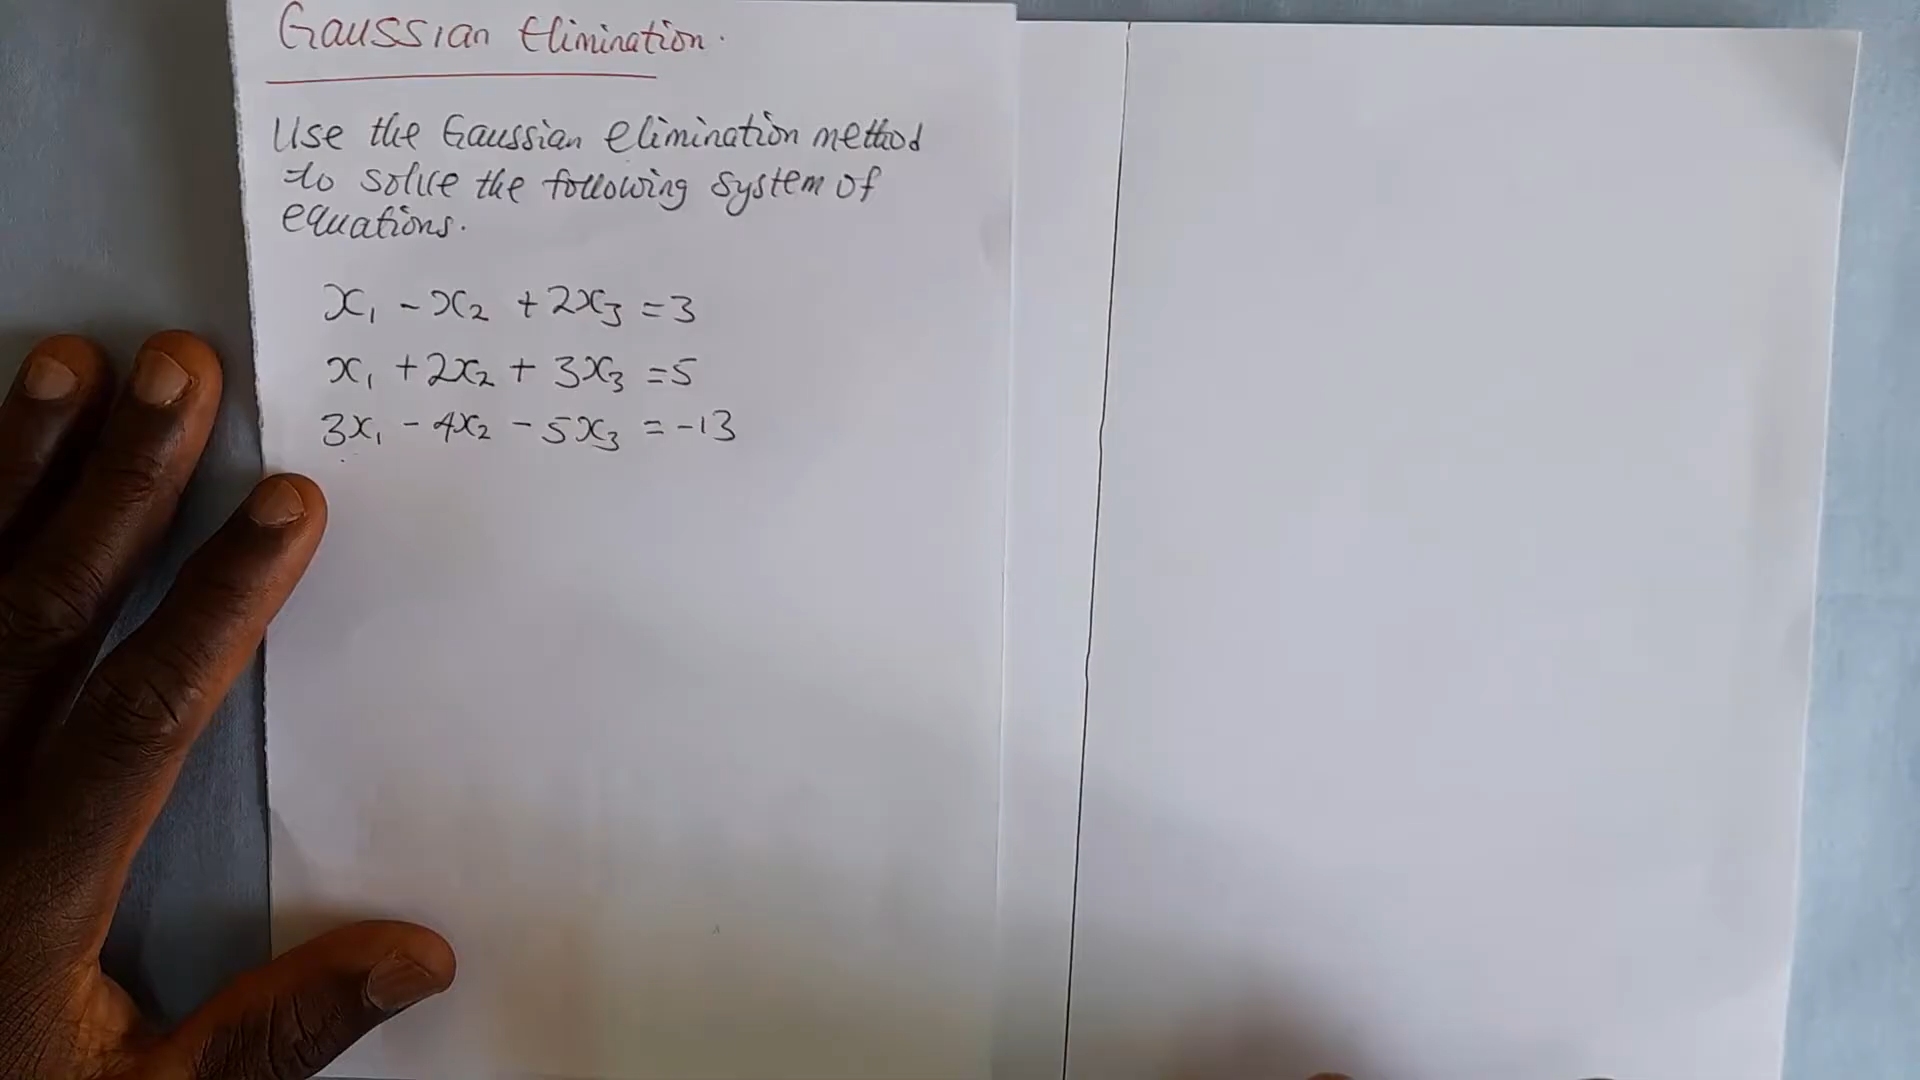 Gaussian Elimination.
Use the Gaussian elimination method
to solve the following system of
equations.
x₁ - x₂ + 2x₃ = 3
x₁ + 2x₂ + 3x₃ = 5
3x₁ - 4x₂ - 5x₃ = -13